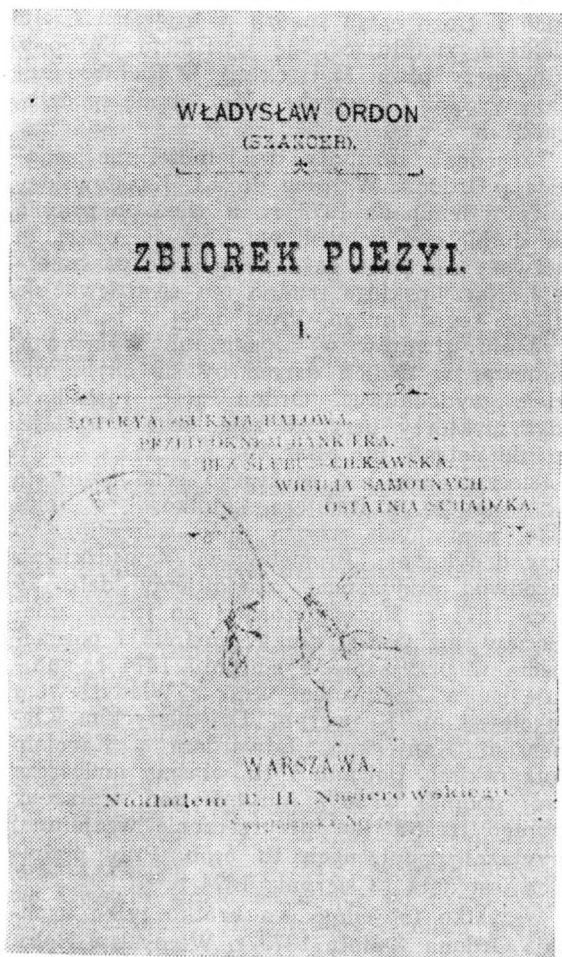 WŁADYSŁAW ORDON
(SZANCER).
ZBIOREK POEZYI.
I.
LOTERYA.-SUKNIA BALOWA.
PRZED OKNEM BANKIERA.
BEZ ŚLUBU.-CIEKAWSKA.
WIGILIA SAMOTNYCH.
OSTATNIA SCHADZKA.
WARSZAWA.
Nakładem T. H. Nasierowskiego.